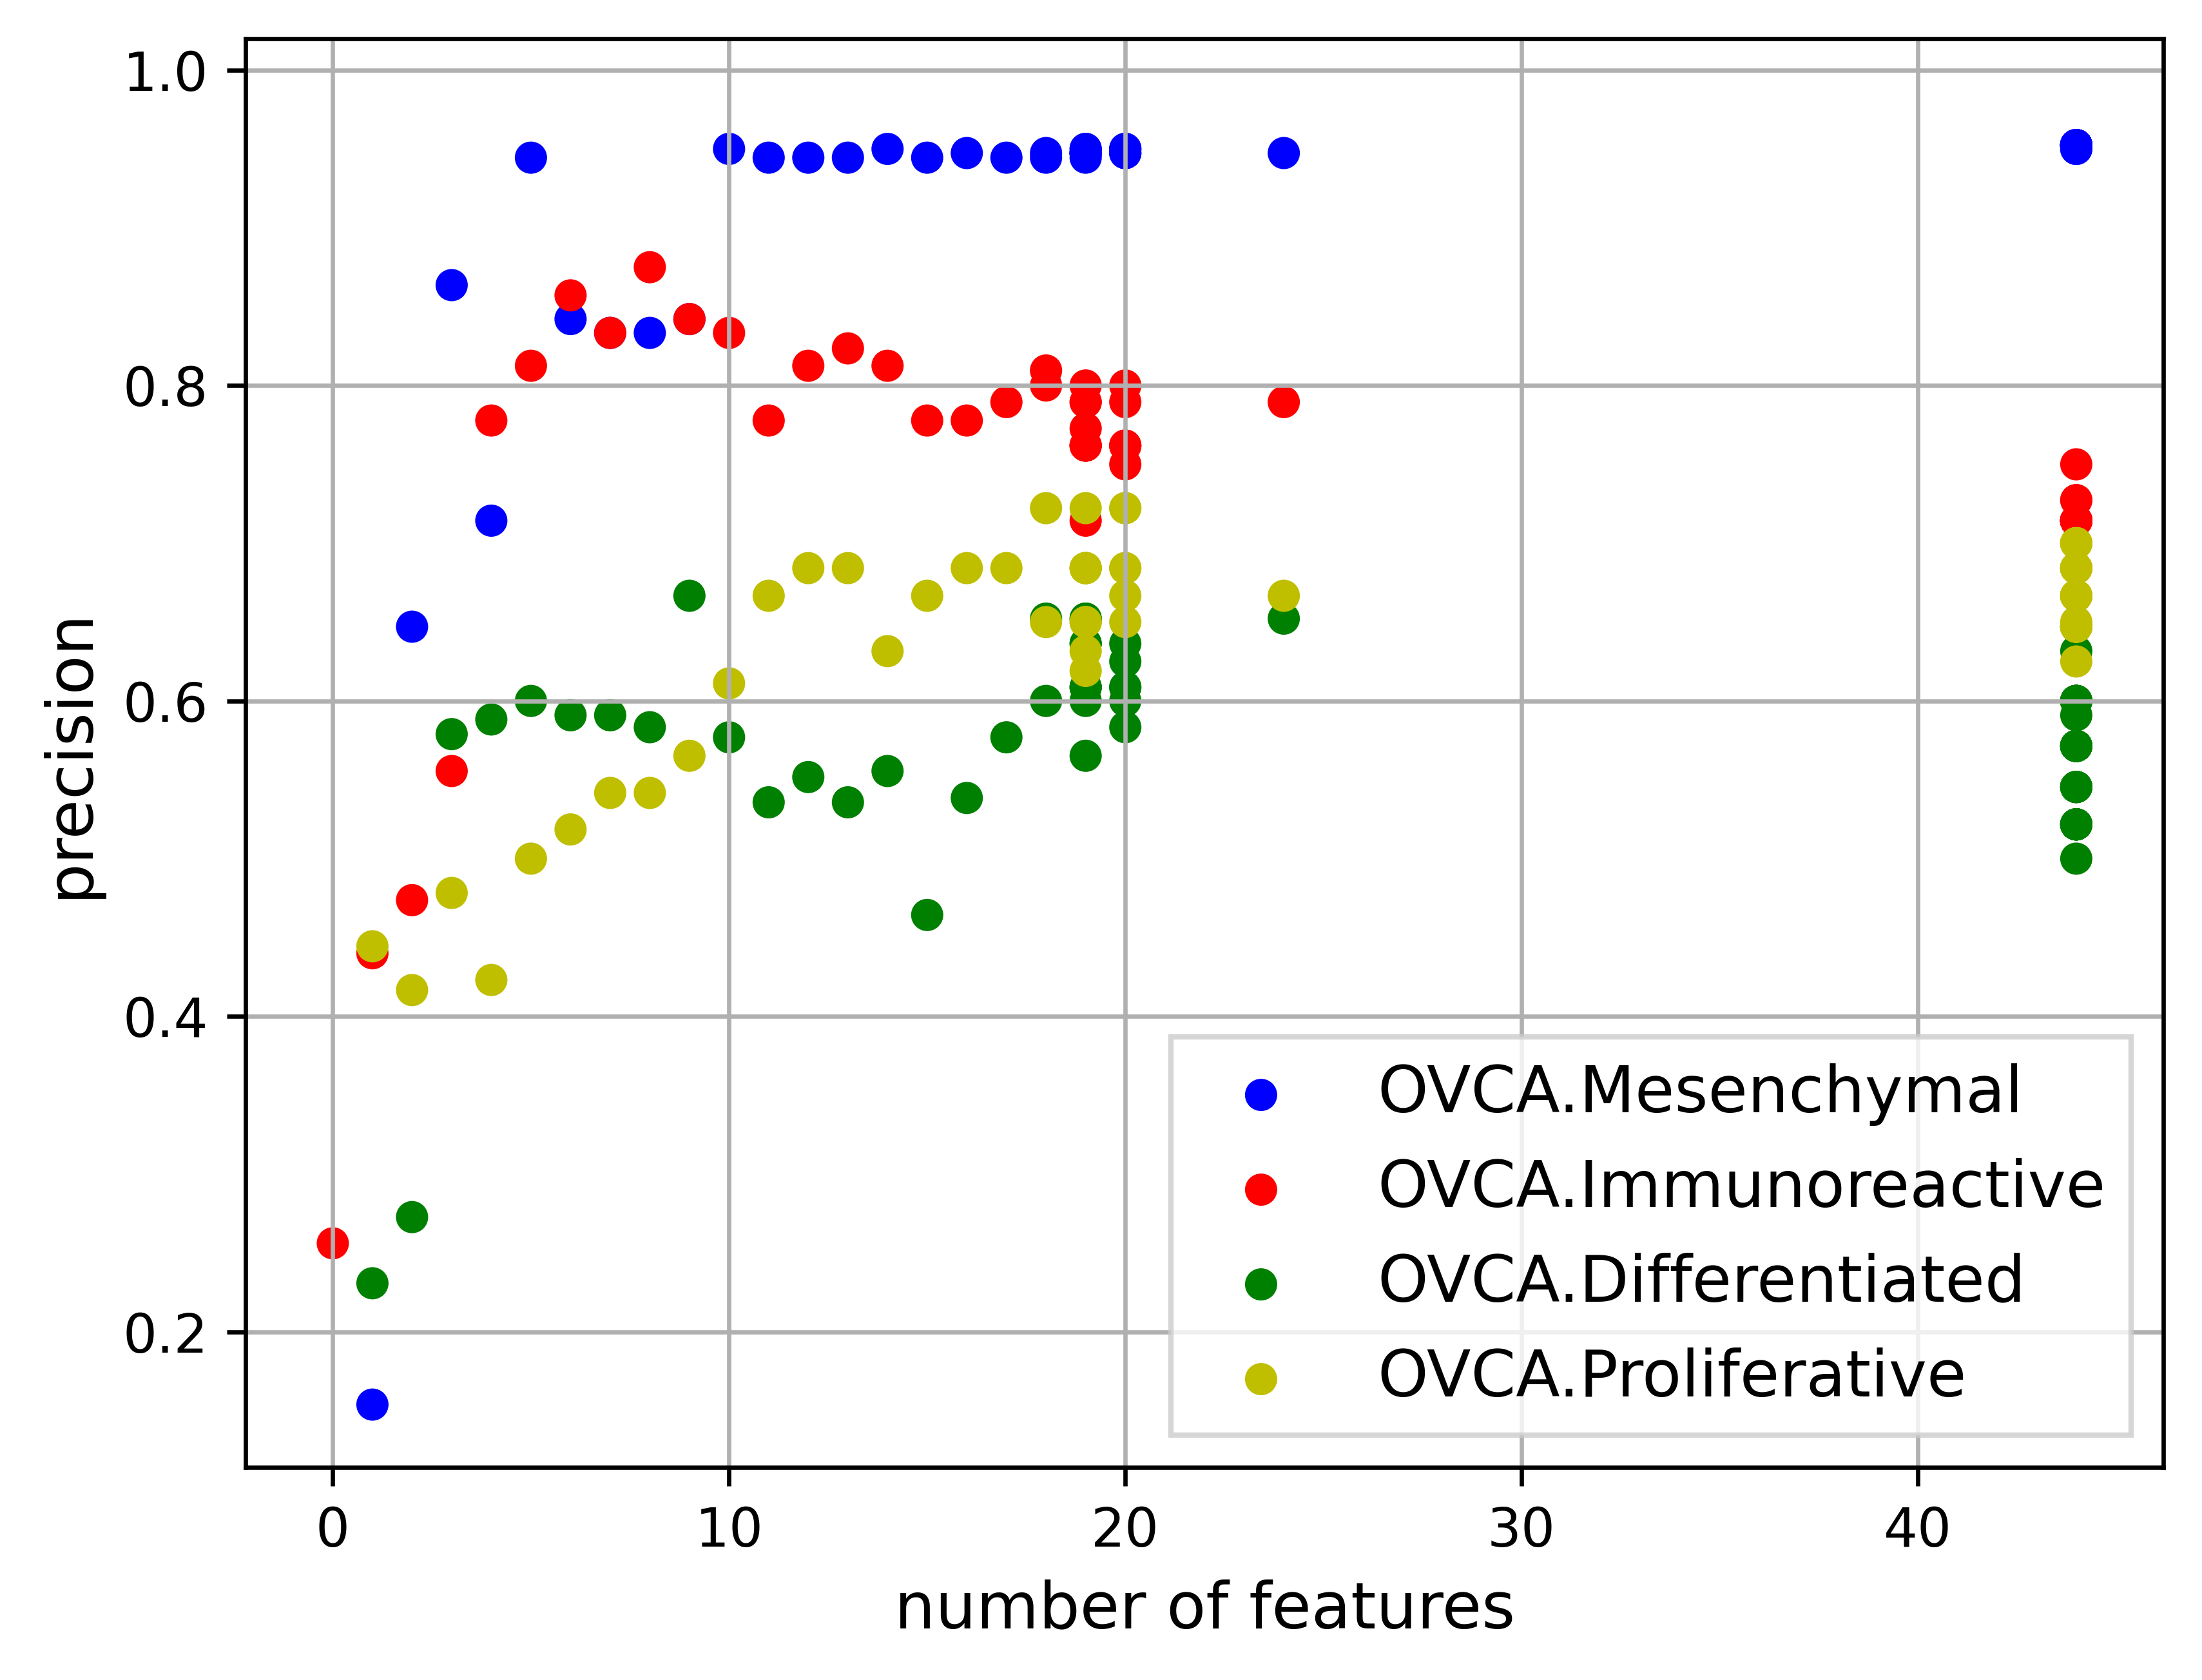 1.0
0.8
0.6
0.4
0.2
precision
0 10 20 30 40
number of features
OVCA.Mesenchymal
OVCA.Immunoreactive
OVCA.Differentiated
OVCA.Proliferative